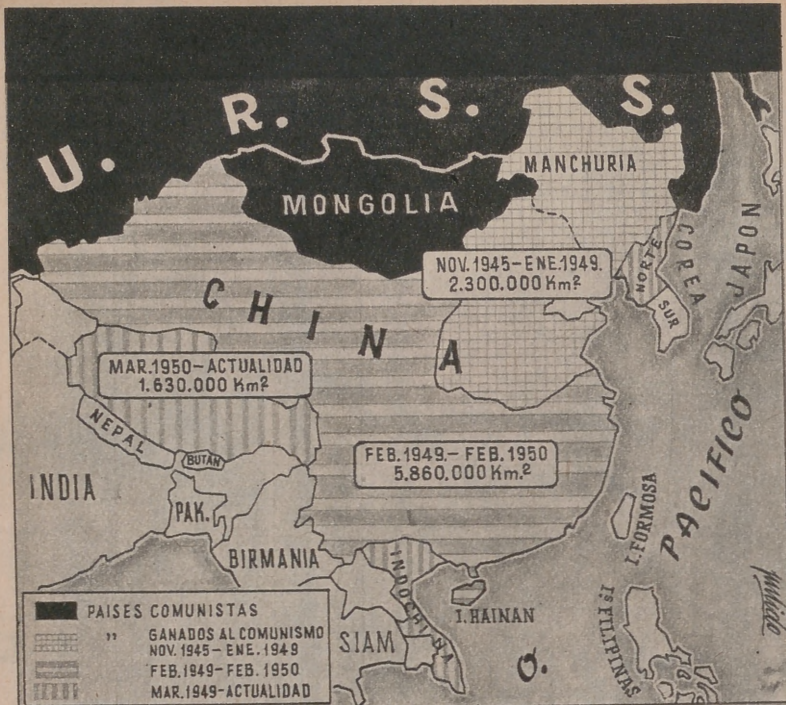 U. R. S. S.
MONGOLIA
MANCHURIA
NOV. 1945-ENE. 1949.
2.300.000 Km²
CHINA
NORTE
SUR
COREA
JAPON
MAR. 1950-ACTUALIDAD
1.630.000 Km²
FEB. 1949.- FEB. 1950
5.860.000 Km.²
NEPAL
BUTÁN
INDIA
PAK.
BIRMANIA
INDOCHINA
SIAM
I. HAINAN
I. FORMOSA
O. PACIFICO
Iˢ FILIPINAS
PAISES COMUNISTAS
" GANADOS AL COMUNISMO
NOV. 1945- ENE. 1949
FEB. 1949-FEB. 1950
MAR. 1949-ACTUALIDAD